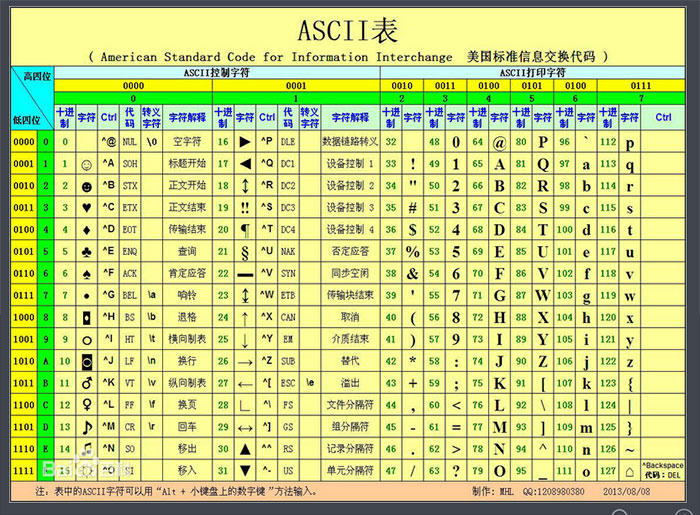 ASCII表
( American Standard Code for Information Interchange 美国标准信息交换代码 )
高四位 ASCII控制字符 ASCII打印字符
0000 0001 0010 0011 0100 0101 0110 0111
0 1 2 3 4 5 6 7
低四位 十进制 字符 Ctrl 代码 转义字符 字符解释 十进制 字符 Ctrl 代码 转义字符 字符解释 十进制 字符 十进制 字符 十进制 字符 十进制 字符 十进制 字符 十进制 字符 Ctrl
0000 0 0 ^@ NUL \0 空字符 16 ► ^P DLE 数据链路转义 32 48 0 64 @ 80 P 96 ` 112 p
0001 1 1 ☺ ^A SOH 标题开始 17 ◄ ^Q DC1 设备控制 1 33 ! 49 1 65 A 81 Q 97 a 113 q
0010 2 2 ☻ ^B STX 正文开始 18 ↕ ^R DC2 设备控制 2 34 " 50 2 66 B 82 R 98 b 114 r
0011 3 3 ♥ ^C ETX 正文结束 19 ‼ ^S DC3 设备控制 3 35 # 51 3 67 C 83 S 99 c 115 s
0100 4 4 ♦ ^D EOT 传输结束 20 ¶ ^T DC4 设备控制 4 36 $ 52 4 68 D 84 T 100 d 116 t
0101 5 5 ♣ ^E ENQ 查询 21 § ^U NAK 否定应答 37 % 53 5 69 E 85 U 101 e 117 u
0110 6 6 ♠ ^F ACK 肯定应答 22 ▬ ^V SYN 同步空闲 38 & 54 6 70 F 86 V 102 f 118 v
0111 7 7 • ^G BEL \a 响铃 23 ↨ ^W ETB 传输块结束 39 ' 55 7 71 G 87 W 103 g 119 w
1000 8 8 ◘ ^H BS \b 退格 24 ↑ ^X CAN 取消 40 ( 56 8 72 H 88 X 104 h 120 x
1001 9 9 ○ ^I HT \t 横向制表 25 ↓ ^Y EM 介质结束 41 ) 57 9 73 I 89 Y 105 i 121 y
1010 A 10 ◙ ^J LF \n 换行 26 → ^Z SUB 替代 42 * 58 : 74 J 90 Z 106 j 122 z
1011 B 11 ♂ ^K VT \v 纵向制表 27 ← ^[ ESC \e 溢出 43 + 59 ; 75 K 91 [ 107 k 123 {
1100 C 12 ♀ ^L FF \f 换页 28 ∟ ^\ FS 文件分隔符 44 , 60 < 76 L 92 \ 108 l 124 |
1101 D 13 ♪ ^M CR \r 回车 29 ↔ ^] GS 组分隔符 45 - 61 = 77 M 93 ] 109 m 125 }
1110 E 14 ♫ ^N SO 移出 30 ▲ ^^ RS 记录分隔符 46 . 62 > 78 N 94 ^ 110 n 126 ~
1111 F 15 ^O SI 移入 31 ▼ ^- US 单元分隔符 47 / 63 ? 79 O 95 _ 111 o 127 ⌂ ^Backspace 代码:DEL
注:表中的ASCII字符可以用“Alt + 小键盘上的数字键”方法输入。 制作:MHL QQ:1208980380 2013/08/08